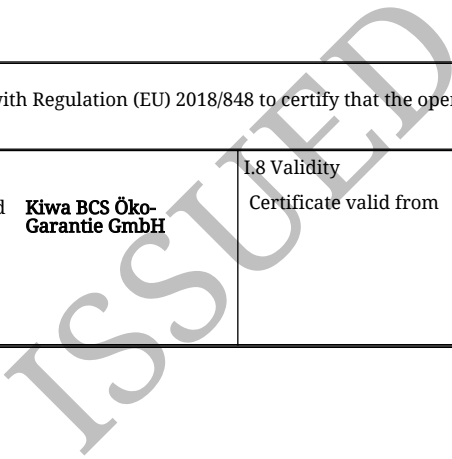 with Regulation (EU) 2018/848 to certify that the
I.8 Validity
Certificate valid from
Kiwa BCS Öko-
Garantie GmbH
ISSUED